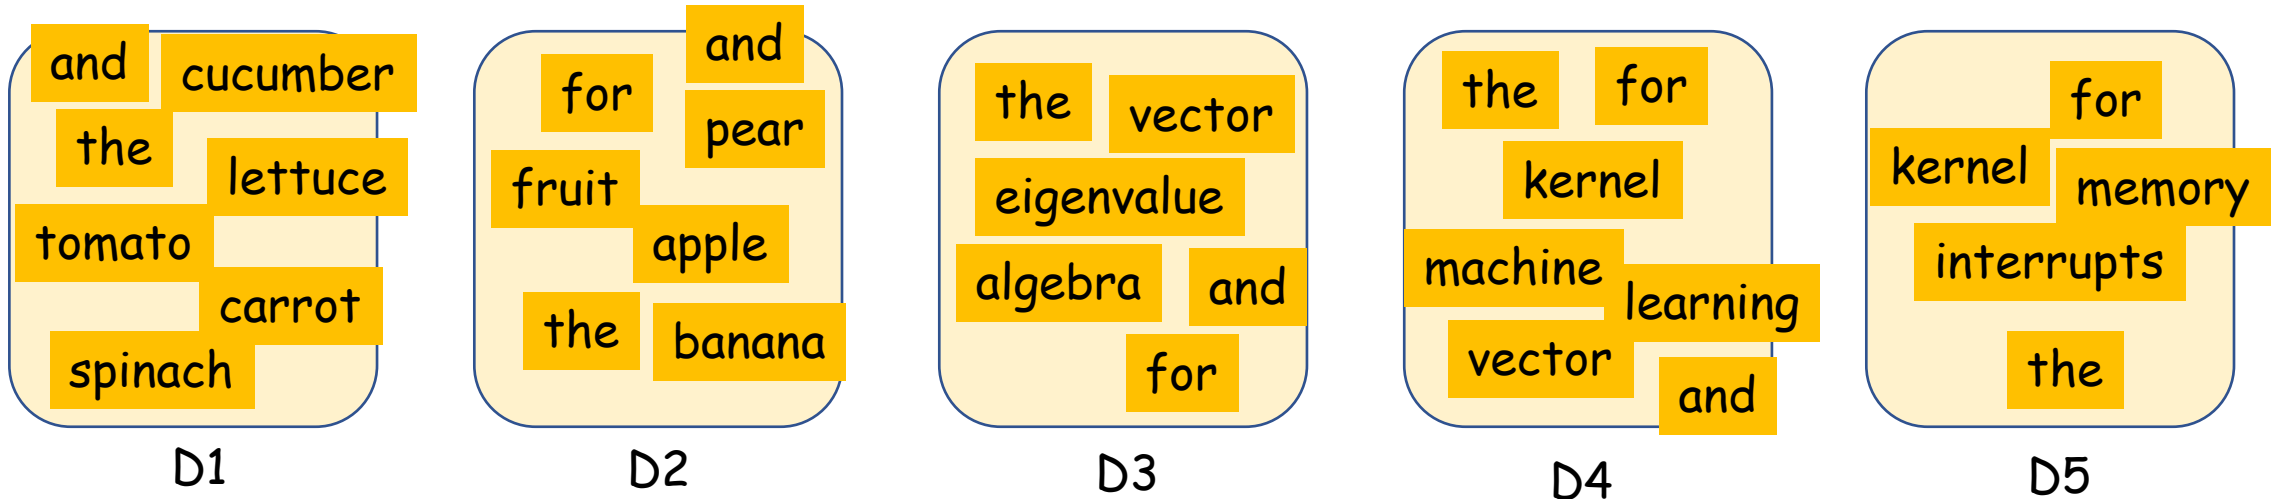 and
cucumber
the
lettuce
tomato
carrot
spinach
D1
and
for
pear
fruit
apple
the
banana
D2
the
vector
eigenvalue
algebra
and
for
D3
the
for
kernel
machine
learning
vector
and
D4
for
kernel
memory
interrupts
the
D5